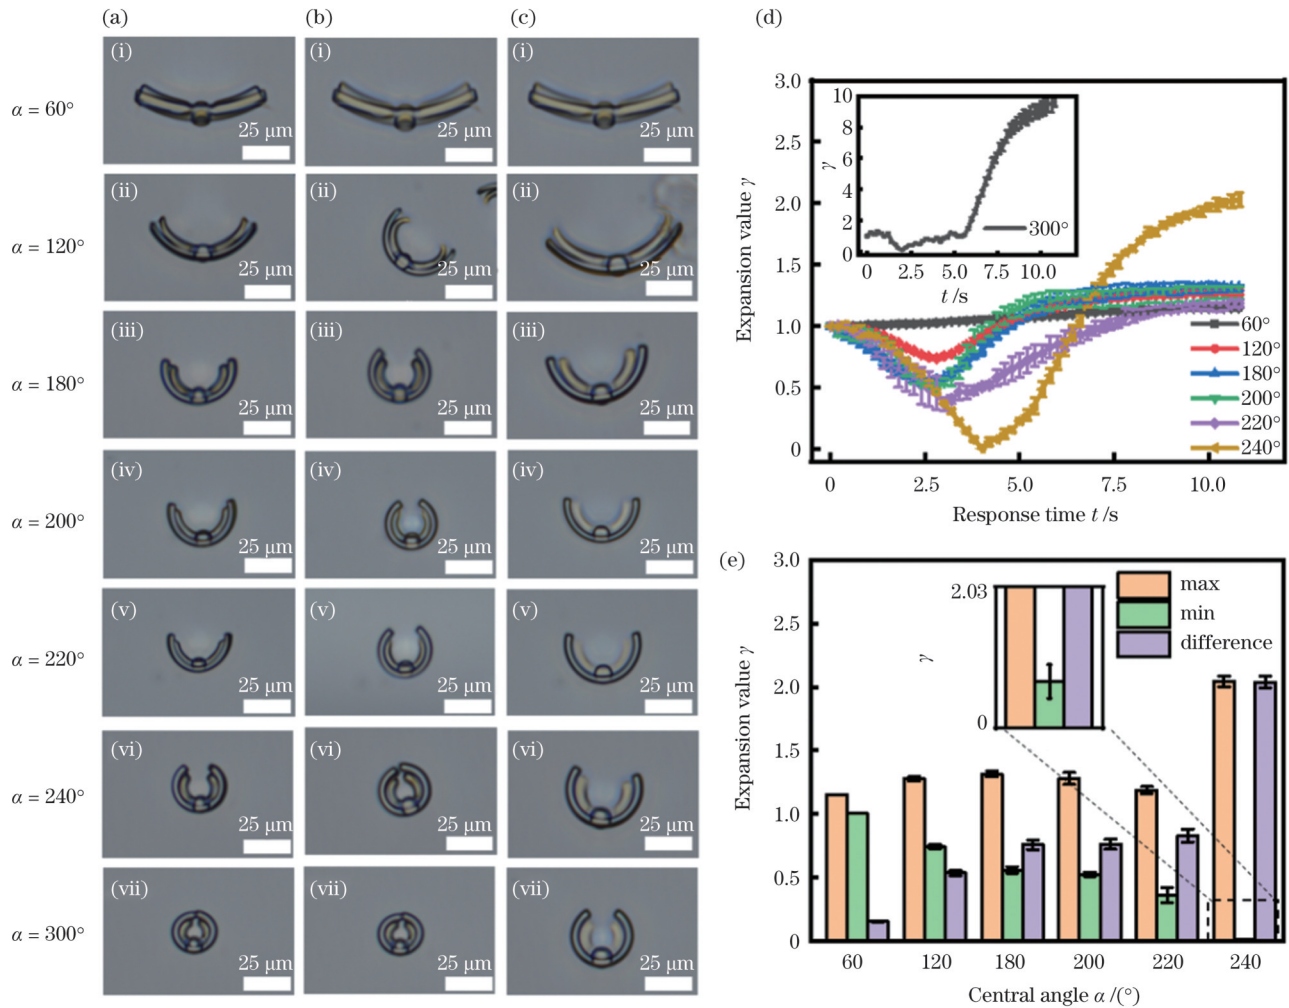 (a)
(b)
(c)
α = 60°
(i)
25 μm
(i)
25 μm
(i)
25 μm
α = 120°
(ii)
25 μm
(ii)
25 μm
(ii)
25 μm
α = 180°
(iii)
25 μm
(iii)
25 μm
(iii)
25 μm
α = 200°
(iv)
25 μm
(iv)
25 μm
(iv)
25 μm
α = 220°
(v)
25 μm
(v)
25 μm
(v)
25 μm
α = 240°
(vi)
25 μm
(vi)
25 μm
(vi)
25 μm
α = 300°
(vii)
25 μm
(vii)
25 μm
(vii)
25 μm
(d)
Expansion value γ
3.0
2.5
2.0
1.5
1.0
0.5
0
γ
10
8
6
4
2
0
300°
0
2.5
5.0
7.5
10.0
t /s
60°
120°
180°
200°
220°
240°
0
2.5
5.0
7.5
10.0
Response time t /s
(e)
Expansion value γ
3.0
2.5
2.0
1.5
1.0
0.5
0
γ
2.03
0
max
min
difference
60
120
180
200
220
240
Central angle α /(°)